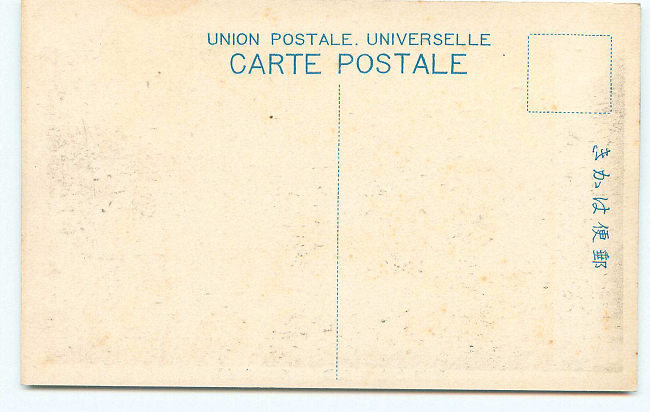 UNION POSTALE. UNIVERSELLE
CARTE POSTALE
郵便はかき